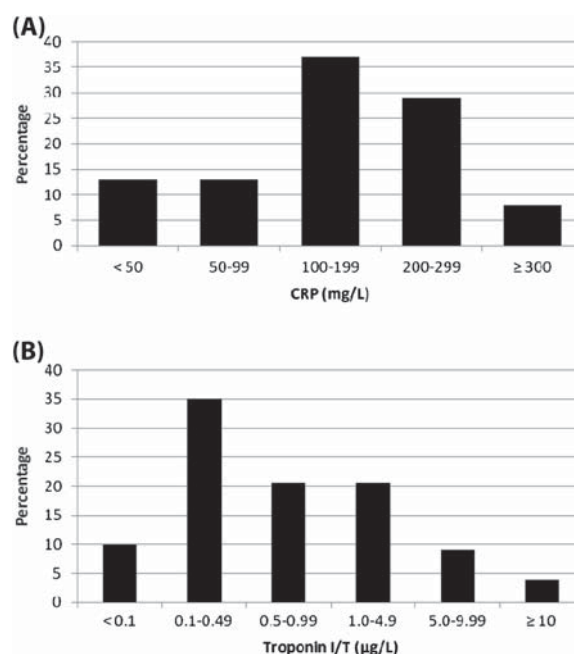 (A)
40
35
30
25
20
15
10
5
0
Percentage
< 50 50-99 100-199 200-299 ≥ 300
CRP (mg/L)
(B)
40
35
30
25
20
15
10
5
0
Percentage
< 0.1 0.1-0.49 0.5-0.99 1.0-4.9 5.0-9.99 ≥ 10
Troponin I/T (µg/L)